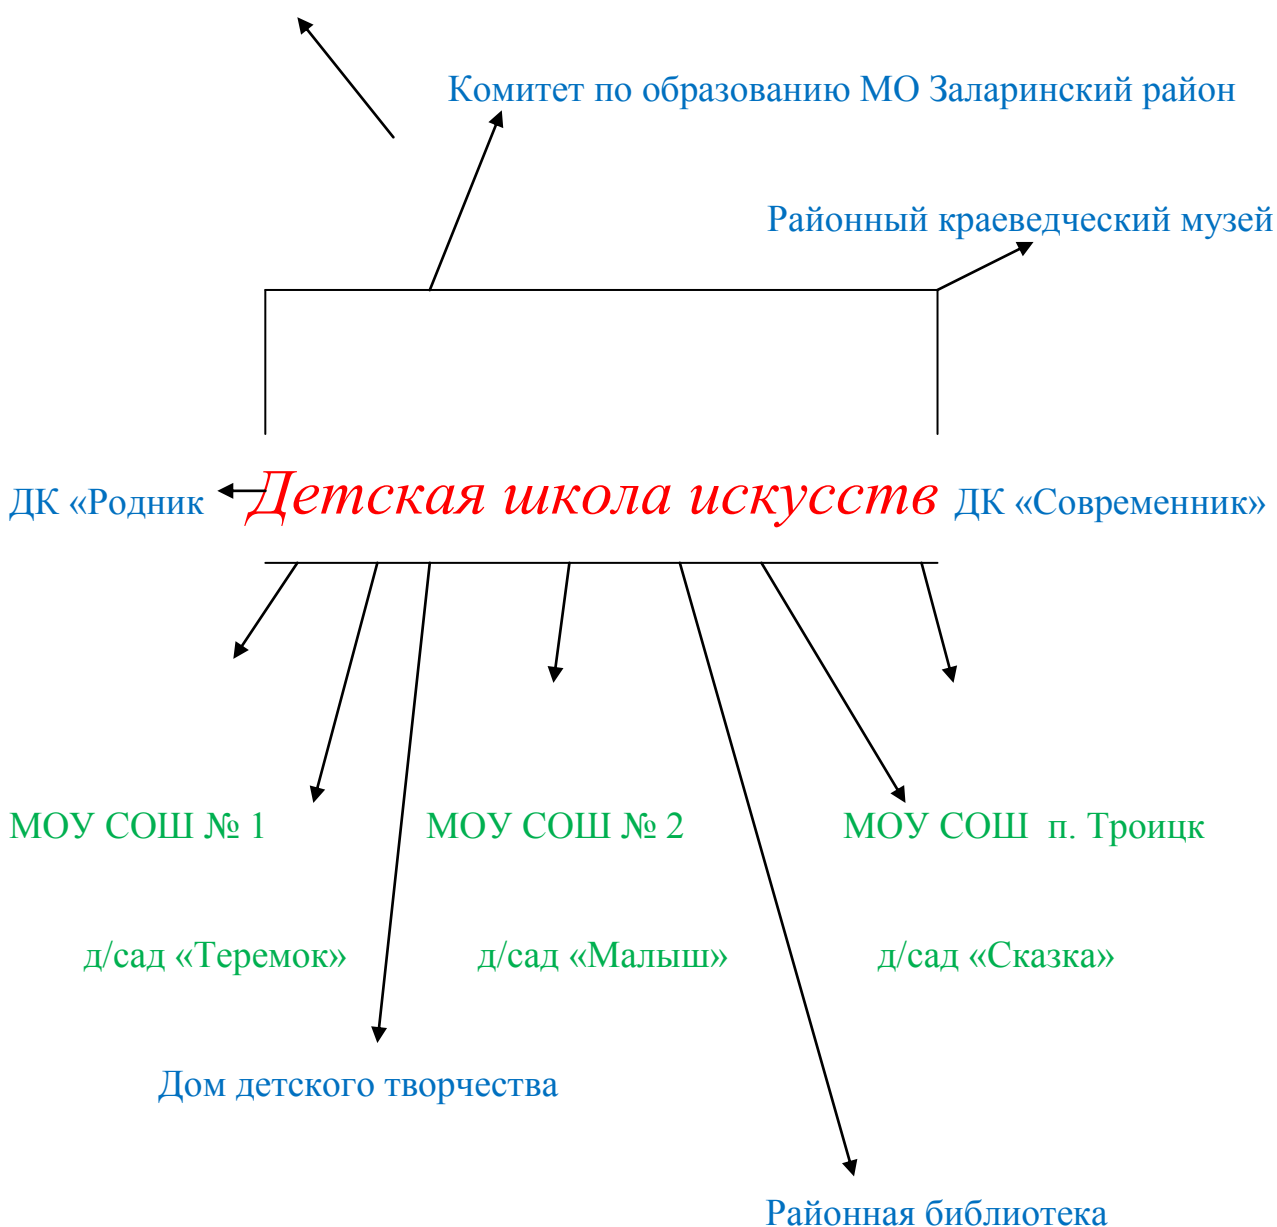 Комитет по образованию МО Заларинский район
Районный краеведческий музей
ДК «Родник Детская школа искусств ДК «Современник»
МОУ СОШ № 1 МОУ СОШ № 2 МОУ СОШ п. Троицк
д/сад «Теремок» д/сад «Малыш» д/сад «Сказка»
Дом детского творчества
Районная библиотека